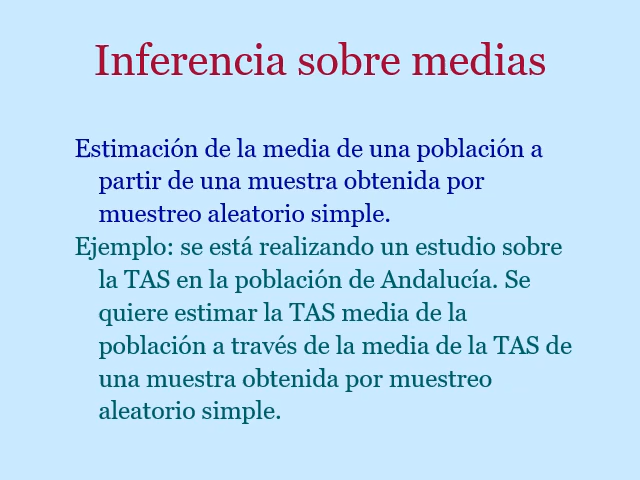 Inferencia sobre medias
Estimación de la media de una población a
partir de una muestra obtenida por
muestreo aleatorio simple.
Ejemplo: se está realizando un estudio sobre
la TAS en la población de Andalucía. Se
quiere estimar la TAS media de la
población a través de la media de la TAS de
una muestra obtenida por muestreo
aleatorio simple.